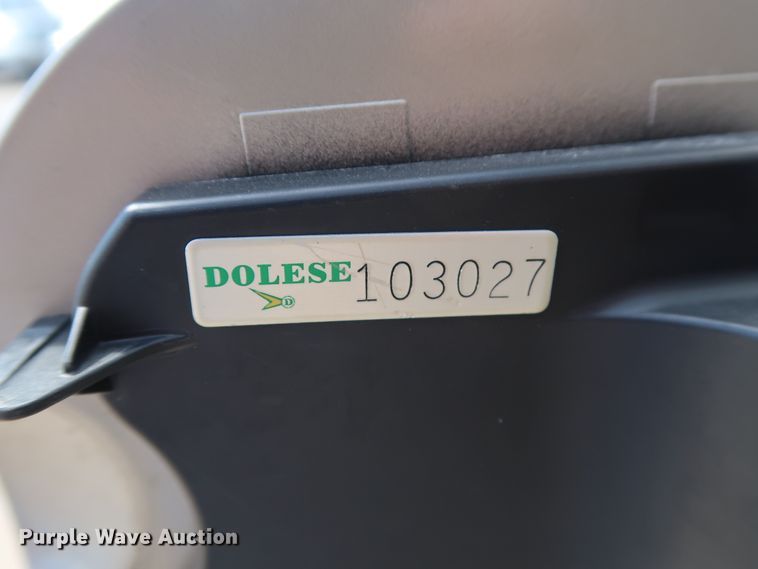 DOLESE 103027
D
Purple Wave Auction